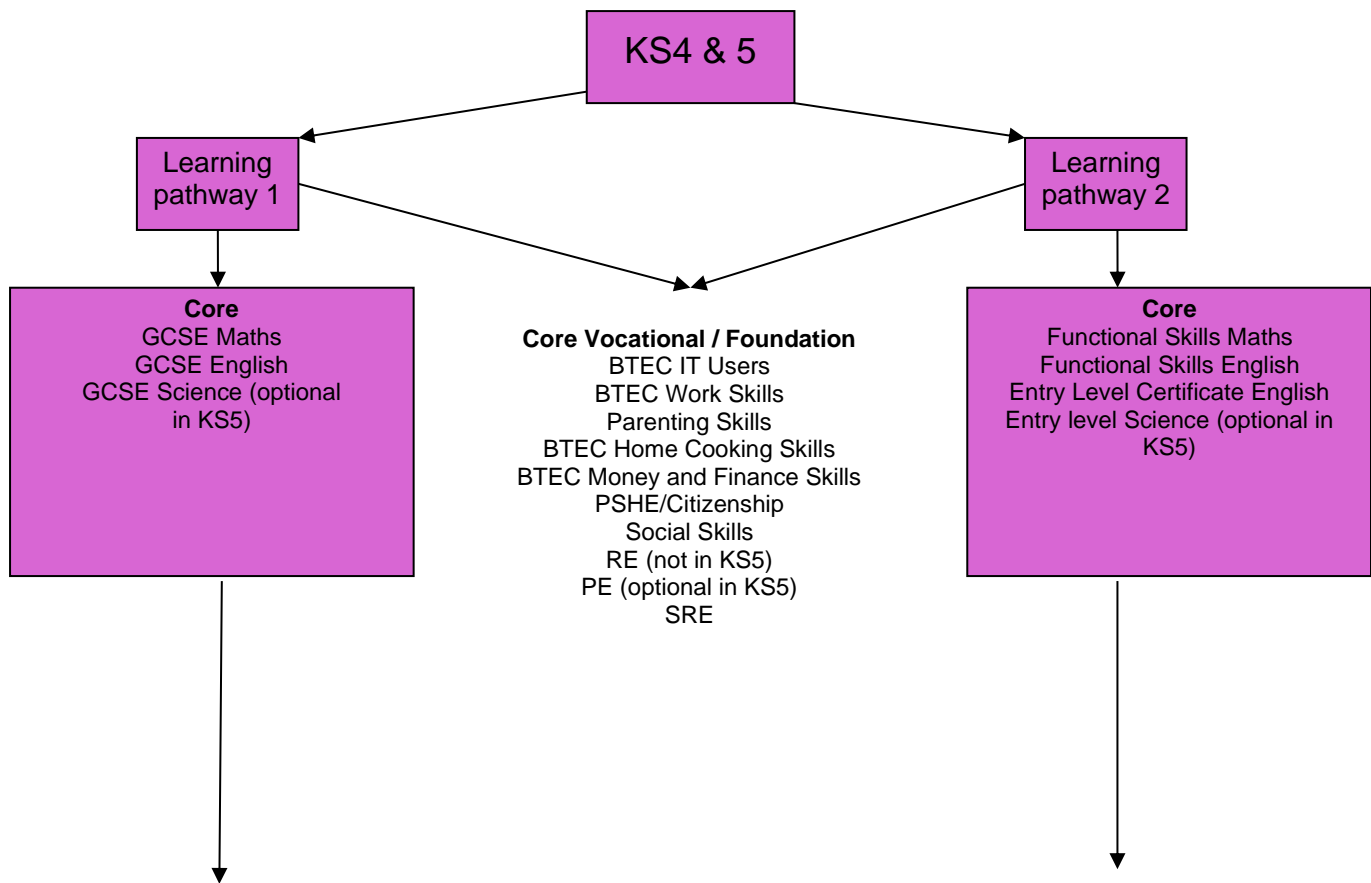 KS4 & 5
Learning
pathway 1
Learning
pathway 2
Core
GCSE Maths
GCSE English
GCSE Science (optional
in KS5)
Core Vocational / Foundation
BTEC IT Users
BTEC Work Skills
Parenting Skills
BTEC Home Cooking Skills
BTEC Money and Finance Skills
PSHE/Citizenship
Social Skills
RE (not in KS5)
PE (optional in KS5)
SRE
Core
Functional Skills Maths
Functional Skills English
Entry Level Certificate English
Entry level Science (optional in
KS5)